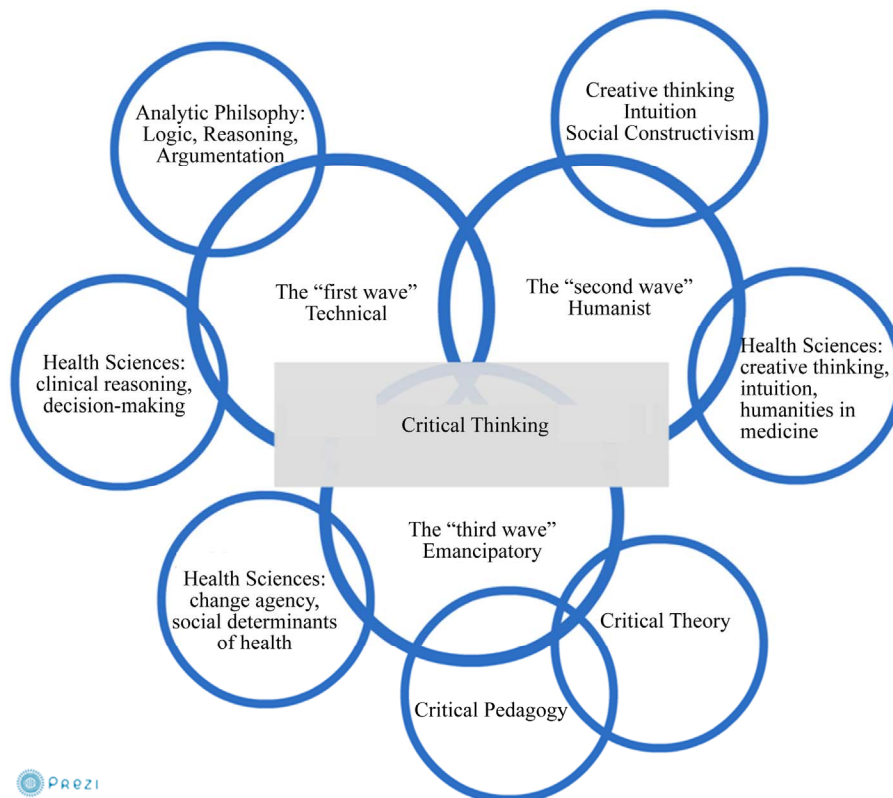 Analytic Philsophy:
Logic, Reasoning,
Argumentation
Creative thinking
Intuition
Social Constructivism
The “first wave”
Technical
The “second wave”
Humanist
Health Sciences:
clinical reasoning,
decision-making
Health Sciences:
creative thinking,
intuition,
humanities in
medicine
Critical Thinking
The “third wave”
Emancipatory
Health Sciences:
change agency,
social determinants
of health
Critical Theory
Critical Pedagogy
PREZI